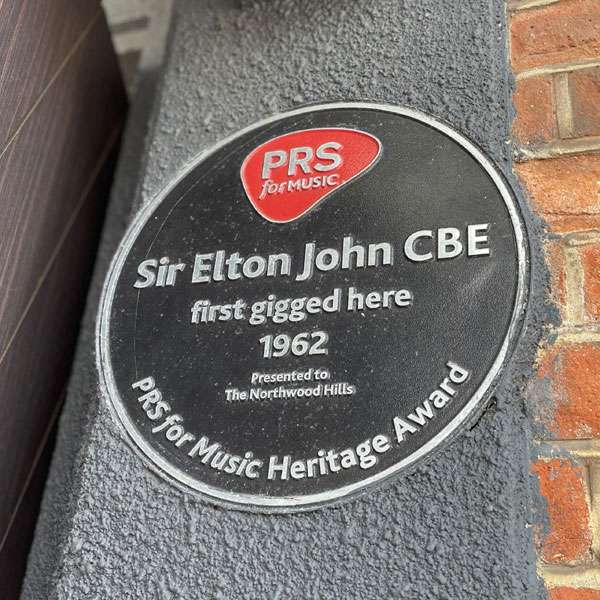 PRS
for MUSIC
Sir Elton John CBE
first gigged here
1962
Presented to
The Northwood Hills
PRS for Music Heritage Award